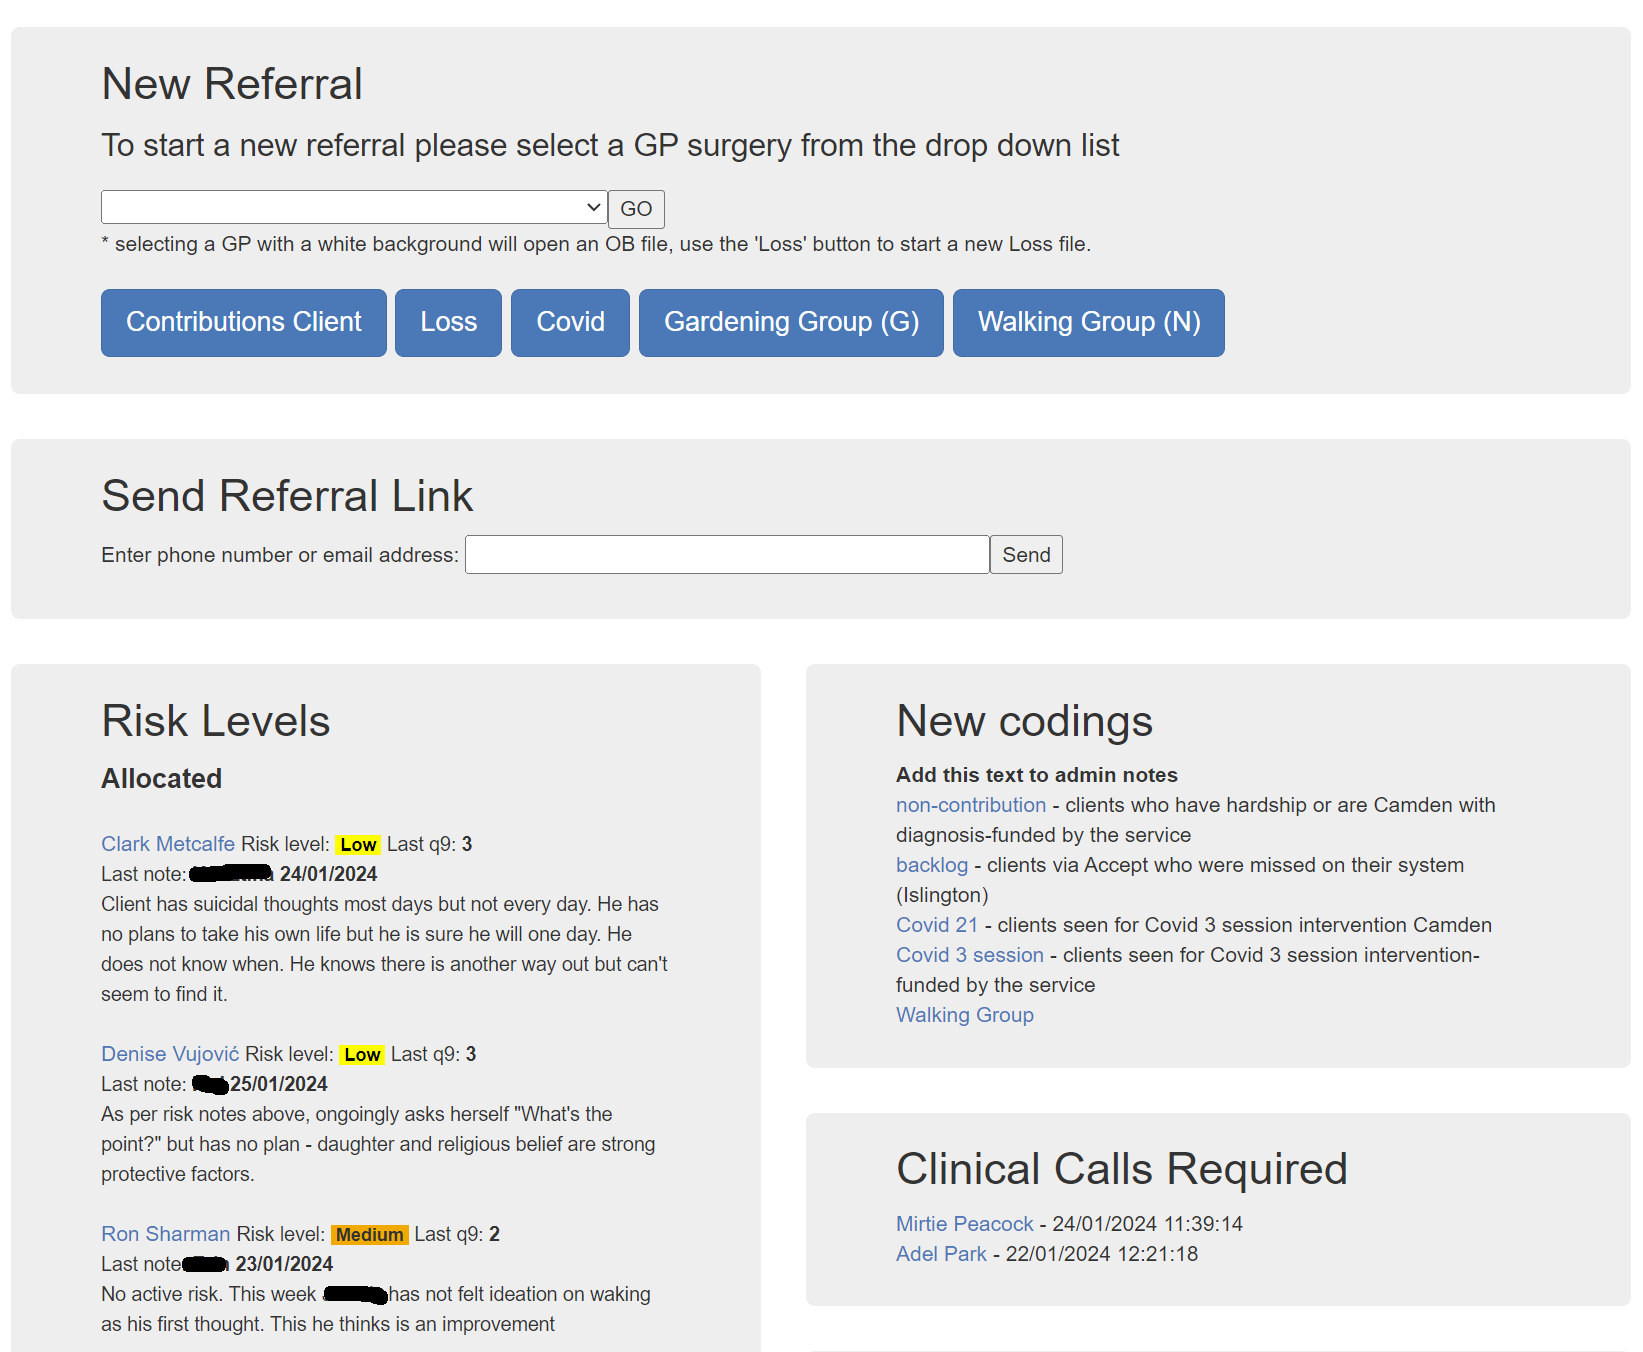 New Referral
To start a new referral please select a GP surgery from the drop down list
GO
* selecting a GP with a white background will open an OB file, use the 'Loss' button to start a new Loss file.
Contributions Client Loss Covid Gardening Group (G) Walking Group (N)
Send Referral Link
Enter phone number or email address: Send
Risk Levels
Allocated
Clark Metcalfe Risk level: Low Last q9: 3
Last note: 24/01/2024
Client has suicidal thoughts most days but not every day. He has
no plans to take his own life but he is sure he will one day. He
does not know when. He knows there is another way out but can't
seem to find it.
Denise Vujović Risk level: Low Last q9: 3
Last note: 25/01/2024
As per risk notes above, ongoingly asks herself "What's the
point?" but has no plan - daughter and religious belief are strong
protective factors.
Ron Sharman Risk level: Medium Last q9: 2
Last note 23/01/2024
No active risk. This week has not felt ideation on waking
as his first thought. This he thinks is an improvement
New codings
Add this text to admin notes
non-contribution - clients who have hardship or are Camden with
diagnosis-funded by the service
backlog - clients via Accept who were missed on their system
(Islington)
Covid 21 - clients seen for Covid 3 session intervention Camden
Covid 3 session - clients seen for Covid 3 session intervention-
funded by the service
Walking Group
Clinical Calls Required
Mirtie Peacock - 24/01/2024 11:39:14
Adel Park - 22/01/2024 12:21:18